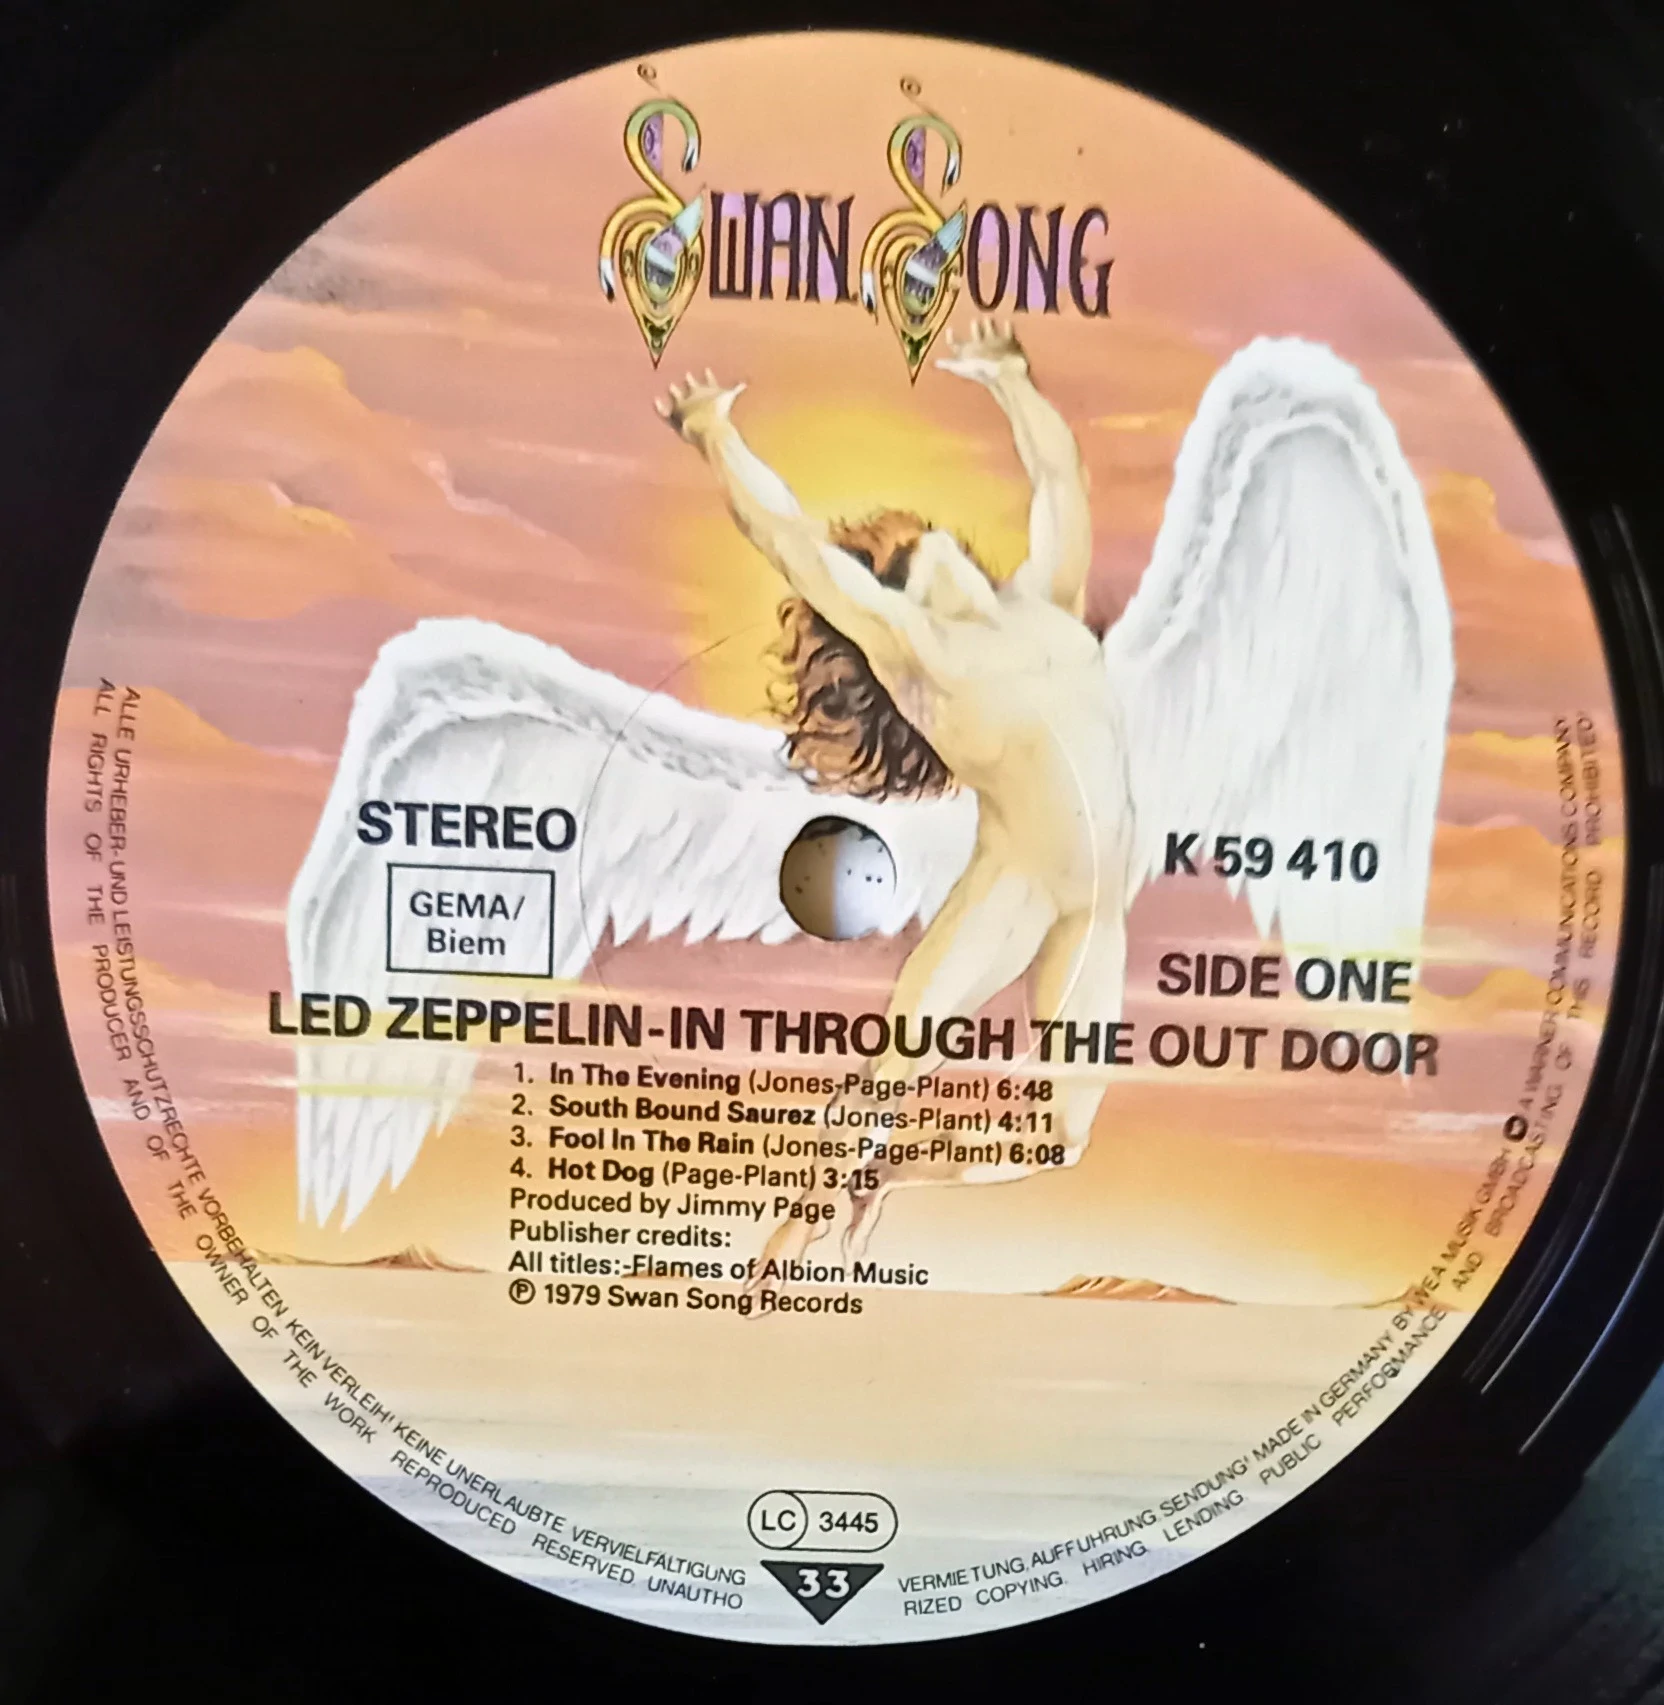 SWAN SONG
STEREO
GEMA/
Biem
K 59 410
SIDE ONE
LED ZEPPELIN-IN THROUGH THE OUT DOOR
1. In The Evening (Jones-Page-Plant) 6:48
2. South Bound Saurez (Jones-Plant) 4:11
3. Fool In The Rain (Jones-Page-Plant) 6:08
4. Hot Dog (Page-Plant) 3:15
Produced by Jimmy Page
Publisher credits:
All titles:-Flames of Albion Music
℗ 1979 Swan Song Records
LC 3445
33
ALLE URHEBER- UND LEISTUNGSSCHUTZRECHTE VORBEHALTEN. KEIN VERLEIH! KEINE UNERLAUBTE VERVIELFÄLTIGUNG
VERMIETUNG, AUFFÜHRUNG, SENDUNG! MADE IN GERMANY BY WEA MUSIK GMBH A WARNER COMMUNICATIONS COMPANY
ALL RIGHTS OF THE PRODUCER AND OF THE OWNER OF THE WORK REPRODUCED RESERVED. UNAUTHO
RIZED COPYING, HIRING, LENDING, PUBLIC PERFORMANCE AND BROADCASTING OF THIS RECORD PROHIBITED